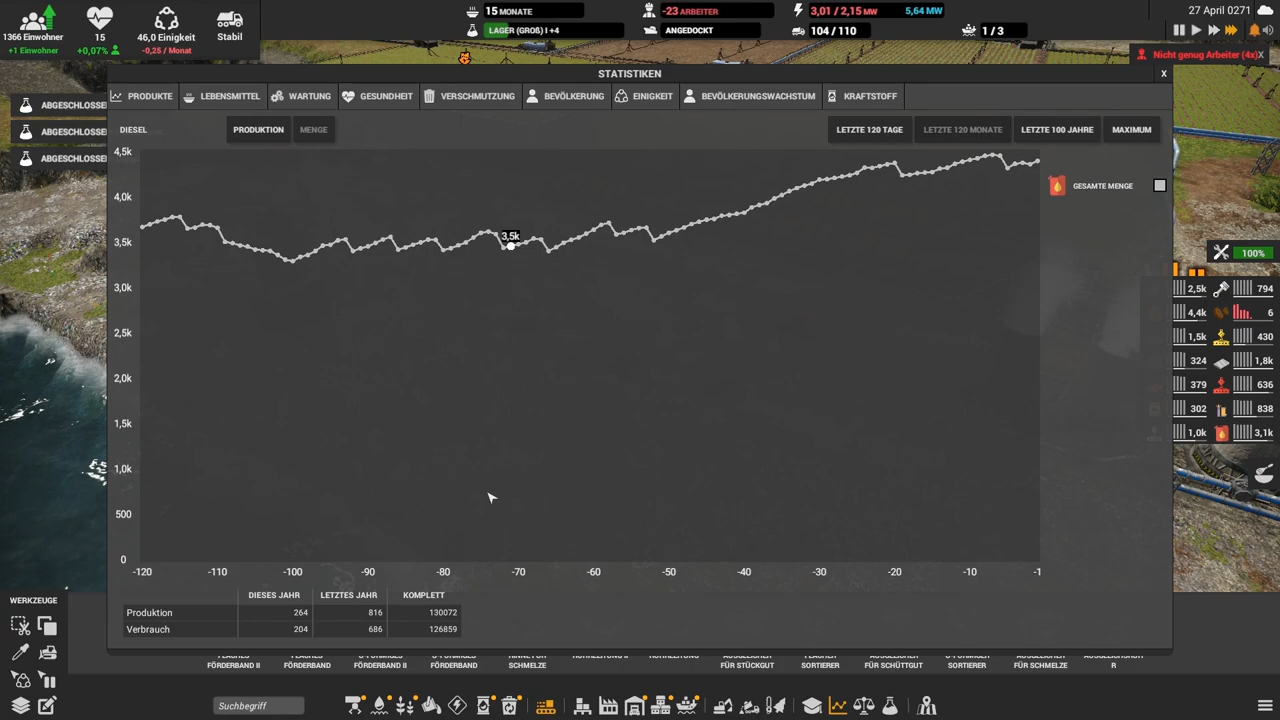 1366 Einwohner
+1 Einwohner
15
+0,07%
46,0 Einigkeit
-0,25 / Monat
Stabil
15 MONATE
LAGER (GROß) I +4
-23 ARBEITER
ANGEDOCKT
3,01 / 2,15 MW
5,64 MW
104 / 110
1 / 3
27 April 0271
Nicht genug Arbeiter (4x)X
ABGESCHLOSSE
ABGESCHLOSSE
ABGESCHLOSSE
STATISTIKEN
X
PRODUKTE
LEBENSMITTEL
WARTUNG
GESUNDHEIT
VERSCHMUTZUNG
BEVÖLKERUNG
EINIGKEIT
BEVÖLKERUNGSWACHSTUM
KRAFTSTOFF
DIESEL
PRODUKTION
MENGE
LETZTE 120 TAGE
LETZTE 120 MONATE
LETZTE 100 JAHRE
MAXIMUM
4,5k
4,0k
3,5k
3,0k
2,5k
2,0k
1,5k
1,0k
500
0
3,5k
GESAMTE MENGE
-120
-110
-100
-90
-80
-70
-60
-50
-40
-30
-20
-10
-1
DIESES JAHR
LETZTES JAHR
KOMPLETT
Produktion
264
816
130072
Verbrauch
204
686
126859
100%
2,5k
794
4,4k
6
1,5k
430
324
1,8k
379
636
302
838
1,0k
3,1k
WERKZEUGE
FÖRDERBAND II
FÖRDERBAND
FÖRDERBAND II
FÖRDERBAND
SCHMELZE
FÜR STÜCKGUT
SORTIERER
FÜR SCHÜTTGUT
SORTIERER
FÜR SCHMELZE
R
Suchbegriff